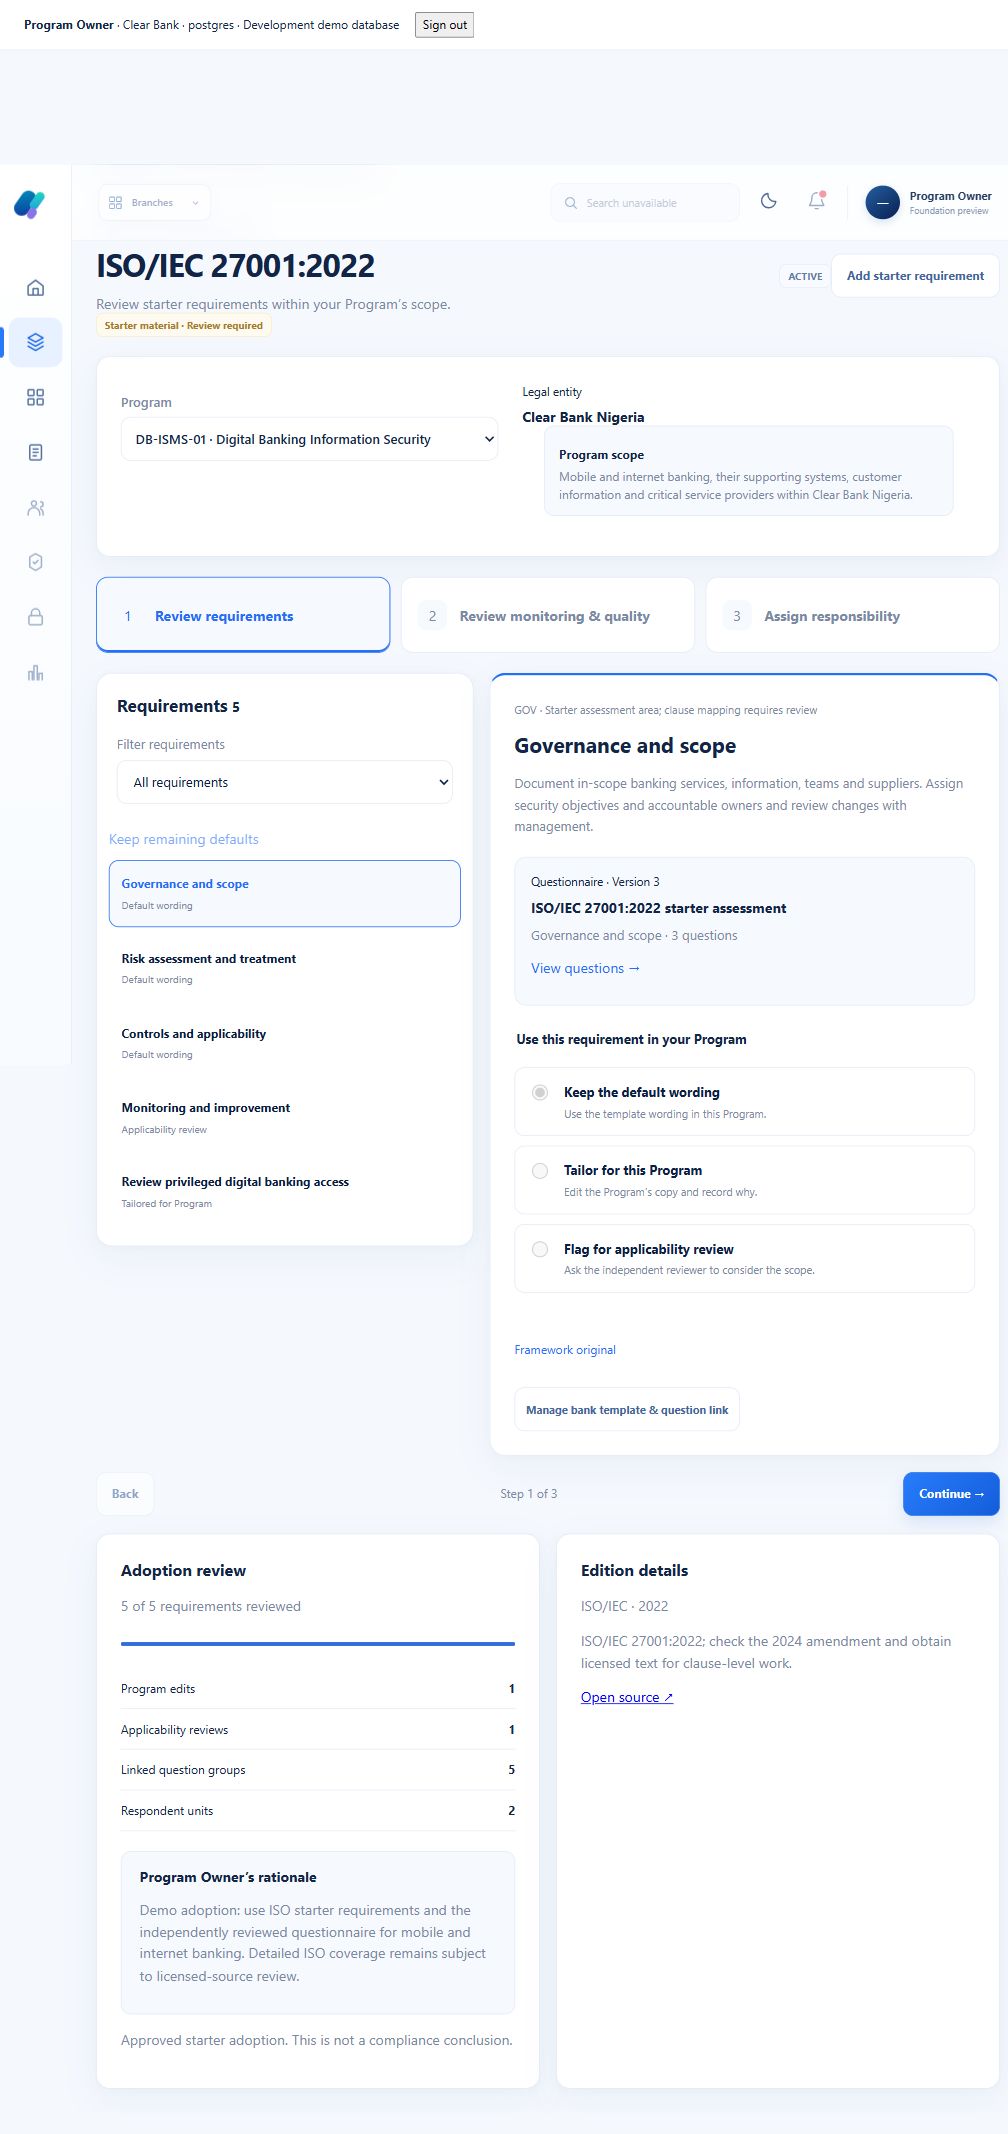 Program Owner · Clear Bank · postgres · Development demo database
Sign out
Branches
Search unavailable
Program Owner
Foundation preview
ISO/IEC 27001:2022
Review starter requirements within your Program's scope.
Starter material · Review required
ACTIVE
Add starter requirement
Program
DB-ISMS-01 · Digital Banking Information Security
Legal entity
Clear Bank Nigeria
Program scope
Mobile and internet banking, their supporting systems, customer
information and critical service providers within Clear Bank Nigeria.
1 Review requirements
2 Review monitoring & quality
3 Assign responsibility
Requirements 5
Filter requirements
All requirements
Keep remaining defaults
Governance and scope
Default wording
Risk assessment and treatment
Default wording
Controls and applicability
Default wording
Monitoring and improvement
Applicability review
Review privileged digital banking access
Tailored for Program
GOV · Starter assessment area; clause mapping requires review
Governance and scope
Document in-scope banking services, information, teams and suppliers. Assign
security objectives and accountable owners and review changes with
management.
Questionnaire · Version 3
ISO/IEC 27001:2022 starter assessment
Governance and scope · 3 questions
View questions →
Use this requirement in your Program
Keep the default wording
Use the template wording in this Program.
Tailor for this Program
Edit the Program's copy and record why.
Flag for applicability review
Ask the independent reviewer to consider the scope.
Framework original
Manage bank template & question link
Back
Step 1 of 3
Continue →
Adoption review
5 of 5 requirements reviewed
Program edits 1
Applicability reviews 1
Linked question groups 5
Respondent units 2
Program Owner's rationale
Demo adoption: use ISO starter requirements and the
independently reviewed questionnaire for mobile and
internet banking. Detailed ISO coverage remains subject
to licensed-source review.
Approved starter adoption. This is not a compliance conclusion.
Edition details
ISO/IEC · 2022
ISO/IEC 27001:2022; check the 2024 amendment and obtain
licensed text for clause-level work.
Open source ↗